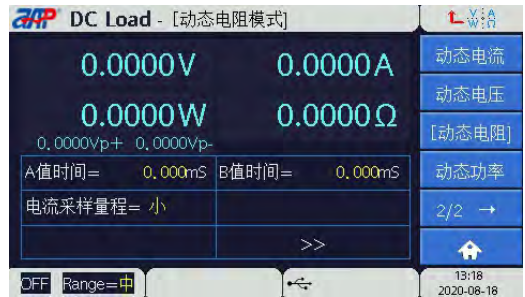 ZAP DC Load - [动态电阻模式]
0.0000V 0.0000A
0.0000W 0.0000Ω
0.0000Vp+ 0.0000Vp-
A值时间= 0.000mS B值时间= 0.000mS
电流采样量程= 小
>>
动态电流
动态电压
[动态电阻]
动态功率
2/2 →
OFF Range=中
13:18
2020-08-18